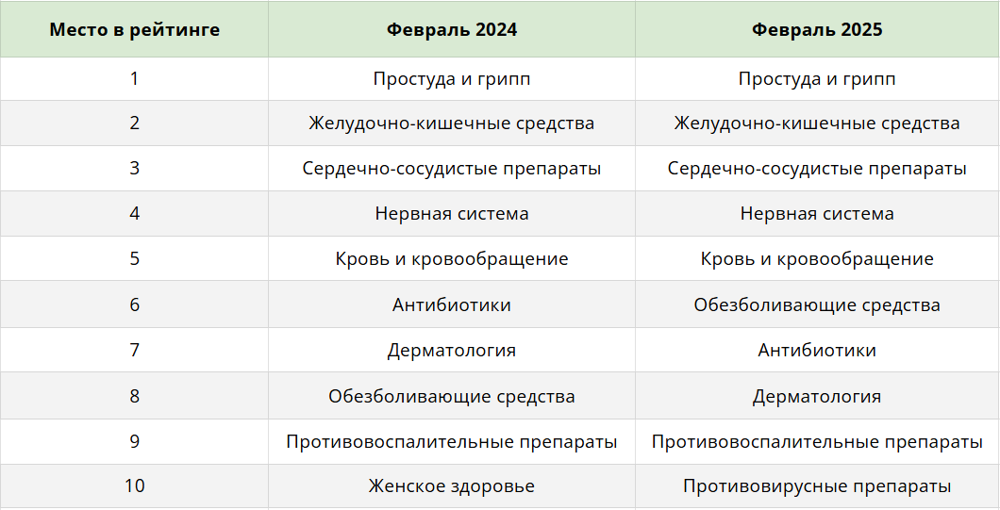 Место в рейтинге Февраль 2024 Февраль 2025
1 Простуда и грипп Простуда и грипп
2 Желудочно-кишечные средства Желудочно-кишечные средства
3 Сердечно-сосудистые препараты Сердечно-сосудистые препараты
4 Нервная система Нервная система
5 Кровь и кровообращение Кровь и кровообращение
6 Антибиотики Обезболивающие средства
7 Дерматология Антибиотики
8 Обезболивающие средства Дерматология
9 Противовоспалительные препараты Противовоспалительные препараты
10 Женское здоровье Противовирусные препараты